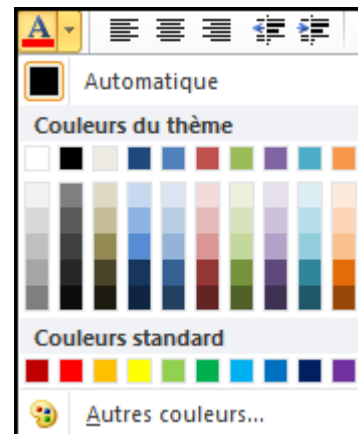 A
Automatique
Couleurs du thème
Couleurs standard
Autres couleurs...